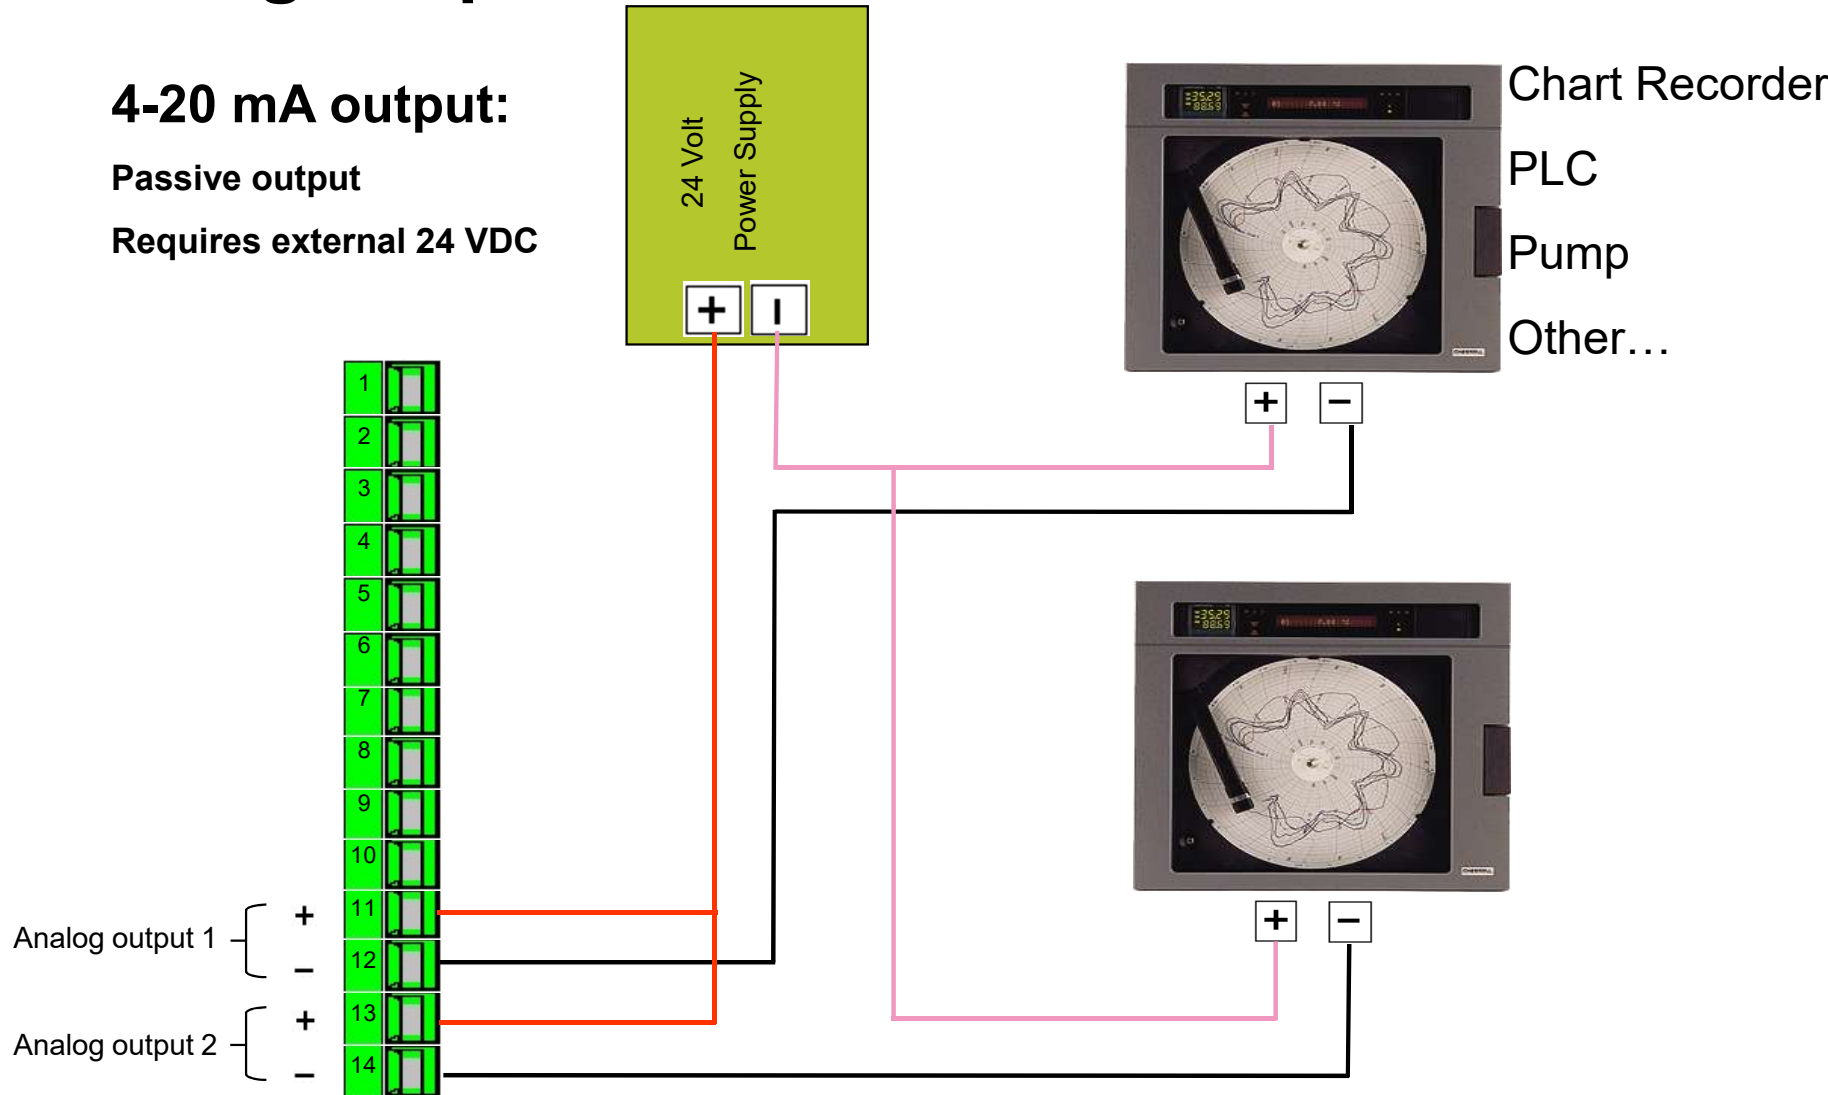 4-20 mA output:
Passive output
Requires external 24 VDC
24 Volt
Power Supply
+ −
Chart Recorder
PLC
Pump
Other…
+ −
1
2
3
4
5
6
7
8
9
10
11
12
13
14
Analog output 1
+
−
Analog output 2
+
−
+ −